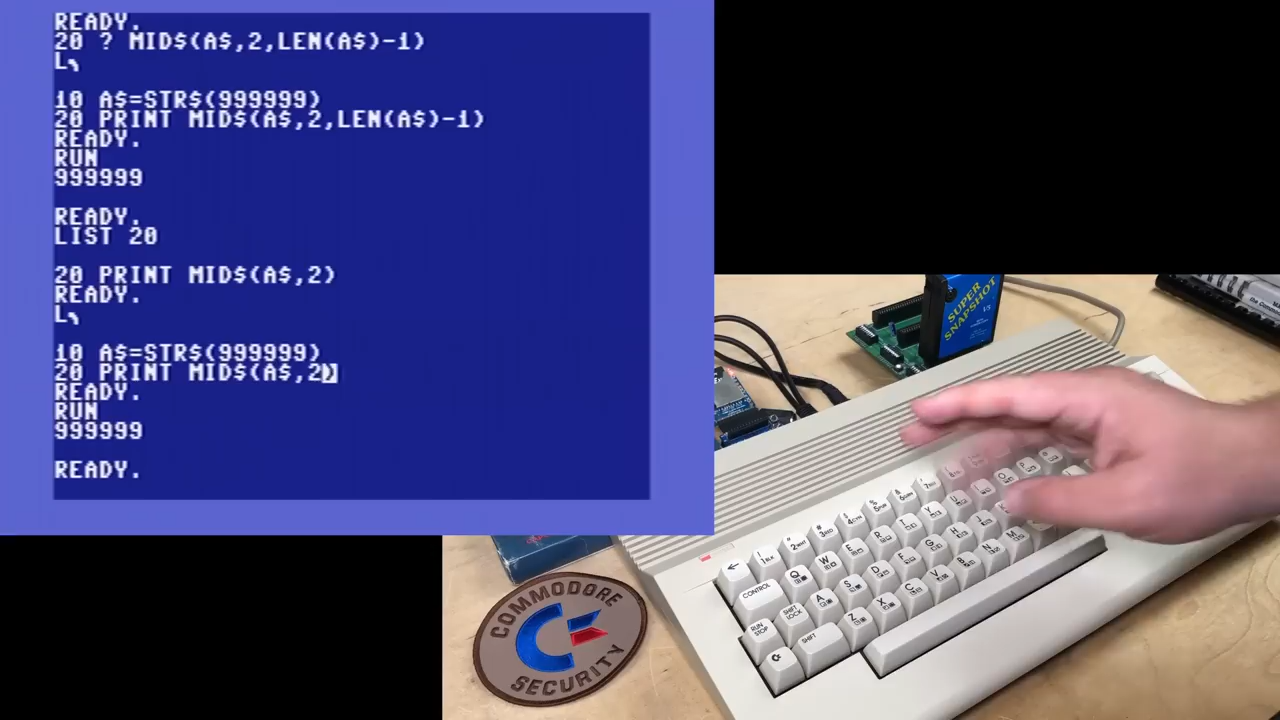 READY.
20 ? MID$(A$,2,LEN(A$)-1)
L╮
10 A$=STR$(999999)
20 PRINT MID$(A$,2,LEN(A$)-1)
READY.
RUN
999999
READY.
LIST 20
20 PRINT MID$(A$,2)
READY.
L╮
10 A$=STR$(999999)
20 PRINT MID$(A$,2)
READY.
RUN
999999
READY.
SUPER
SNAPSHOT
V5
COMMODORE
SECURITY
CONTROL
Q W E R T Y U
RUN
STOP
SHIFT
LOCK
A S D F G H J
SHIFT
Z X C V B N M